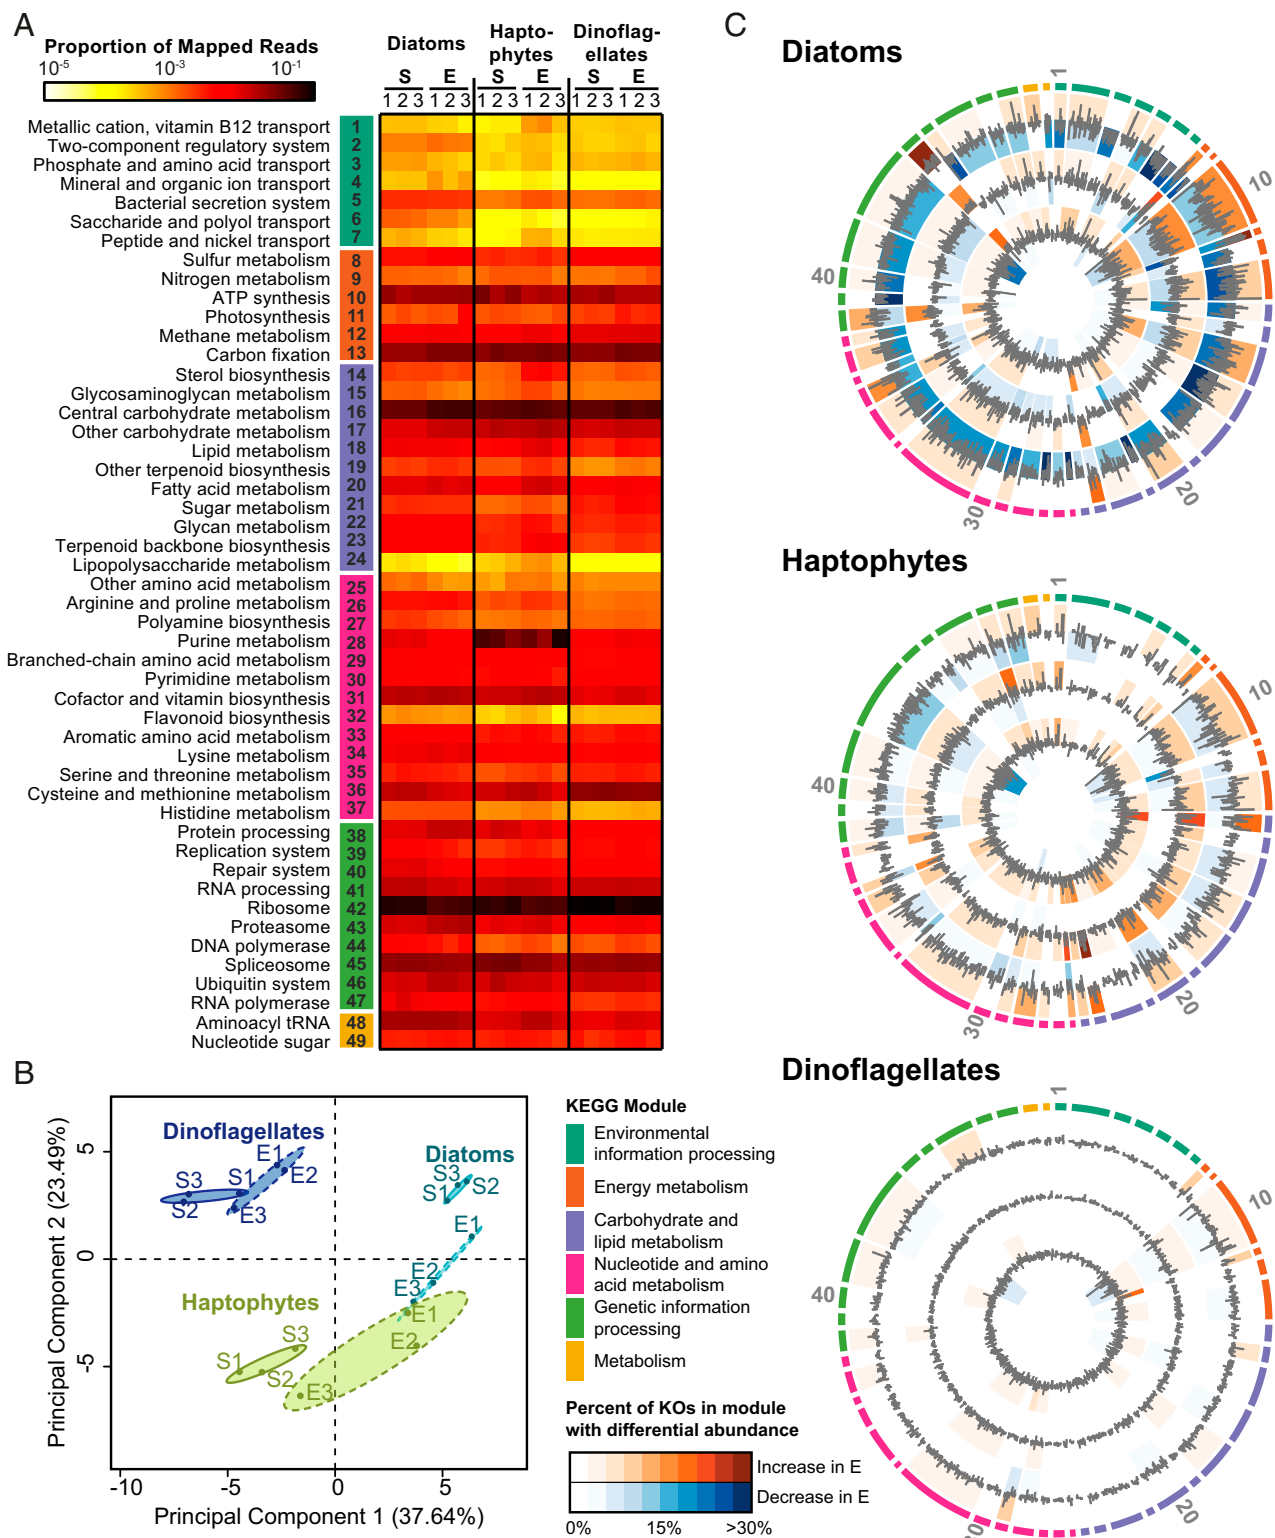 A
Proportion of Mapped Reads
10-5 10-3 10-1
Diatoms
Hapto-
phytes
Dinoflag-
ellates
S E S E S E
1 2 3 1 2 3 1 2 3 1 2 3 1 2 3 1 2 3
Metallic cation, vitamin B12 transport 1
Two-component regulatory system 2
Phosphate and amino acid transport 3
Mineral and organic ion transport 4
Bacterial secretion system 5
Saccharide and polyol transport 6
Peptide and nickel transport 7
Sulfur metabolism 8
Nitrogen metabolism 9
ATP synthesis 10
Photosynthesis 11
Methane metabolism 12
Carbon fixation 13
Sterol biosynthesis 14
Glycosaminoglycan metabolism 15
Central carbohydrate metabolism 16
Other carbohydrate metabolism 17
Lipid metabolism 18
Other terpenoid biosynthesis 19
Fatty acid metabolism 20
Sugar metabolism 21
Glycan metabolism 22
Terpenoid backbone biosynthesis 23
Lipopolysaccharide metabolism 24
Other amino acid metabolism 25
Arginine and proline metabolism 26
Polyamine biosynthesis 27
Purine metabolism 28
Branched-chain amino acid metabolism 29
Pyrimidine metabolism 30
Cofactor and vitamin biosynthesis 31
Flavonoid biosynthesis 32
Aromatic amino acid metabolism 33
Lysine metabolism 34
Serine and threonine metabolism 35
Cysteine and methionine metabolism 36
Histidine metabolism 37
Protein processing 38
Replication system 39
Repair system 40
RNA processing 41
Ribosome 42
Proteasome 43
DNA polymerase 44
Spliceosome 45
Ubiquitin system 46
RNA polymerase 47
Aminoacyl tRNA 48
Nucleotide sugar 49
B
Principal Component 2 (23.49%)
5
0
-5
Dinoflagellates
E1
E2
S3
S1
S2
E3
Diatoms
S3
S1
S2
E1
E2
E3
Haptophytes
E1
E2
S3
S1
S2
E3
-10 -5 0 5
Principal Component 1 (37.64%)
KEGG Module
Environmental
information processing
Energy metabolism
Carbohydrate and
lipid metabolism
Nucleotide and amino
acid metabolism
Genetic information
processing
Metabolism
Percent of KOs in module
with differential abundance
Increase in E
Decrease in E
0% 15% >30%
C
Diatoms
1
10
20
30
40
Haptophytes
1
10
20
30
40
Dinoflagellates
1
10
20
40